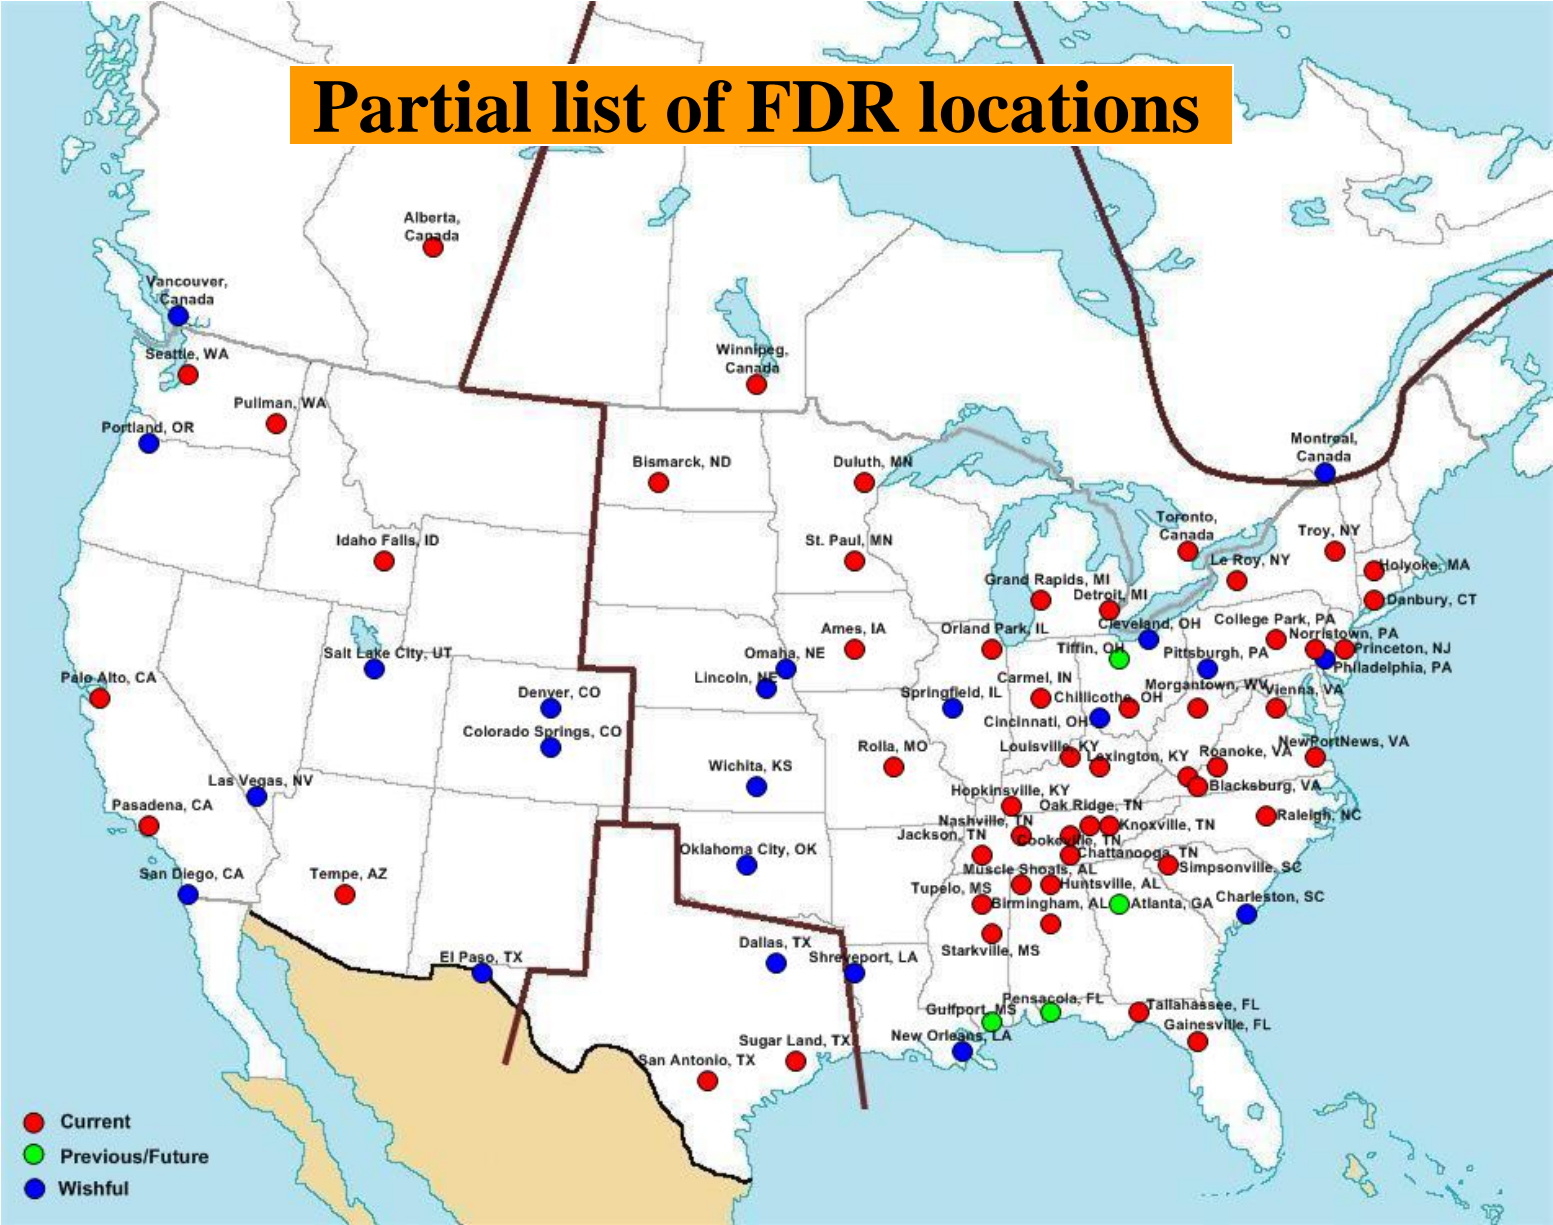 Partial list of FDR locations
Alberta,
Canada
Vancouver,
Canada
Seattle, WA
Pullman, WA
Portland, OR
Winnipeg,
Canada
Montreal,
Canada
Bismarck, ND
Duluth, MN
Idaho Falls, ID
St. Paul, MN
Toronto,
Canada
Troy, NY
Le Roy, NY
Holyoke, MA
Grand Rapids, MI
Detroit, MI
Danbury, CT
Ames, IA
Orland Park, IL
Cleveland, OH
College Park, PA
Norristown, PA
Tiffin, OH
Pittsburgh, PA
Princeton, NJ
Philadelphia, PA
Salt Lake City, UT
Omaha, NE
Lincoln, NE
Palo Alto, CA
Denver, CO
Colorado Springs, CO
Springfield, IL
Carmel, IN
Chillicothe, OH
Morgantown, WV
Vienna, VA
Cincinnati, OH
Rolla, MO
Louisville, KY
Lexington, KY
Roanoke, VA
NewPortNews, VA
Las Vegas, NV
Wichita, KS
Blacksburg, VA
Pasadena, CA
Hopkinsville, KY
Oak Ridge, TN
Nashville, TN
Knoxville, TN
Raleigh, NC
Jackson, TN
Cookeville, TN
Oklahoma City, OK
Chattanooga, TN
San Diego, CA
Tempe, AZ
Muscle Shoals, AL
Simpsonville, SC
Tupelo, MS
Huntsville, AL
Birmingham, AL
Atlanta, GA
Charleston, SC
Dallas, TX
Starkville, MS
El Paso, TX
Shreveport, LA
Gulfport, MS
Pensacola, FL
Tallahassee, FL
Gainesville, FL
New Orleans, LA
Sugar Land, TX
San Antonio, TX
Current
Previous/Future
Wishful